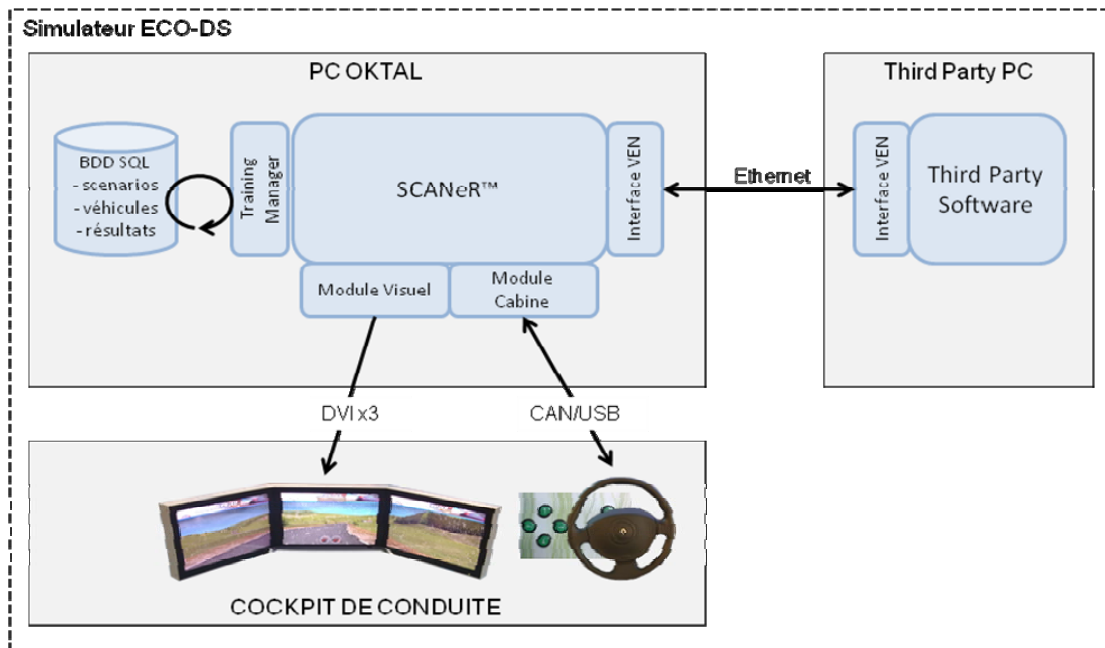 Simulateur ECO-DS
PC OKTAL
Third Party PC
BDD SQL
- scenarios
- véhicules
- résultats
Training
Manager
SCANeR™
Interface VEN
Ethernet
Interface VEN
Third Party
Software
Module Visuel
Module
Cabine
DVI x3
CAN/USB
COCKPIT DE CONDUITE